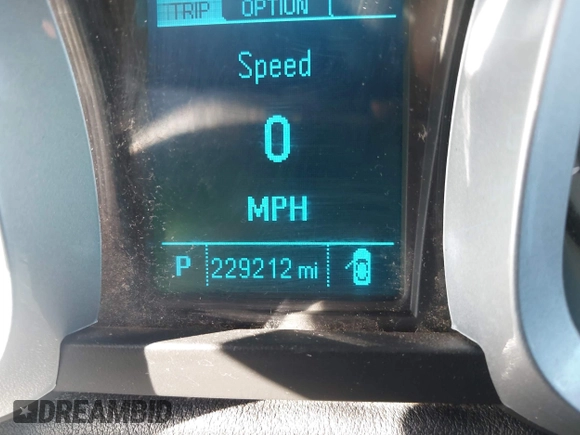 TRIP OPTION
Speed
0
MPH
P 229212 mi
DREAMBID